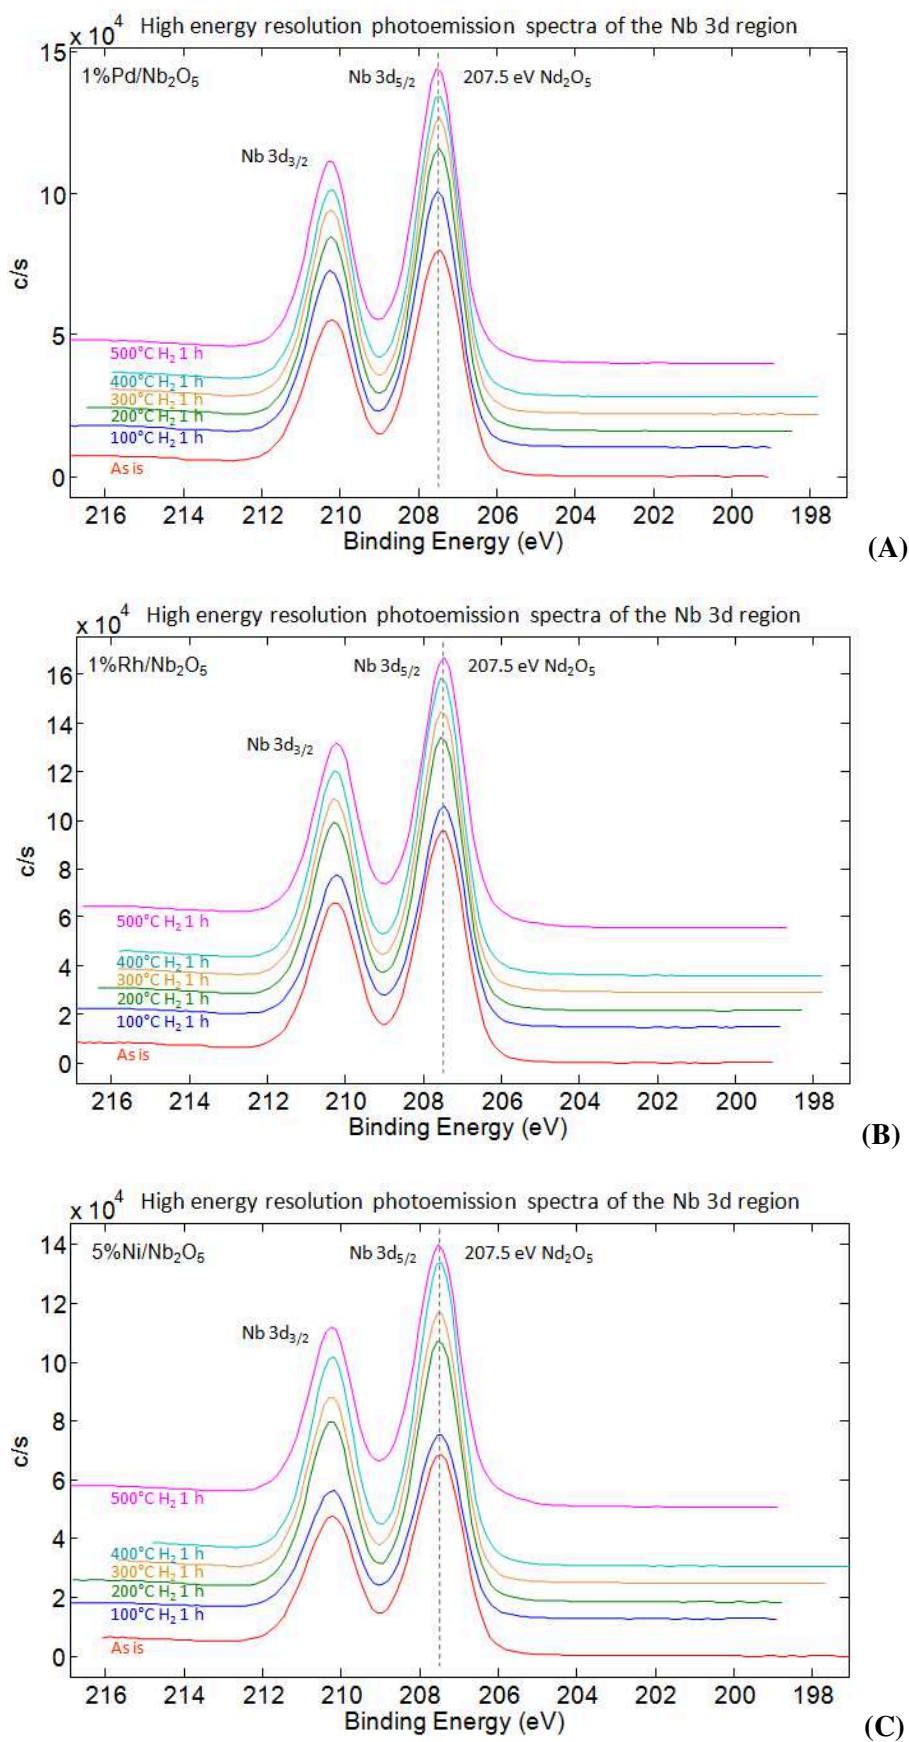 High energy resolution photoemission spectra of the Nb 3d region
x 10⁴
1%Pd/Nb₂O₅
Nb 3d₅/₂
207.5 eV Nd₂O₅
Nb 3d₃/₂
15
10
5
0
c/s
500°C H₂ 1 h
400°C H₂ 1 h
300°C H₂ 1 h
200°C H₂ 1 h
100°C H₂ 1 h
As is
216 214 212 210 208 206 204 202 200 198
Binding Energy (eV)
(A)
High energy resolution photoemission spectra of the Nb 3d region
x 10⁴
1%Rh/Nb₂O₅
Nb 3d₅/₂
207.5 eV Nd₂O₅
Nb 3d₃/₂
16
14
12
10
8
6
4
2
0
c/s
500°C H₂ 1 h
400°C H₂ 1 h
300°C H₂ 1 h
200°C H₂ 1 h
100°C H₂ 1 h
As is
216 214 212 210 208 206 204 202 200 198
Binding Energy (eV)
(B)
High energy resolution photoemission spectra of the Nb 3d region
x 10⁴
5%Ni/Nb₂O₅
Nb 3d₅/₂
207.5 eV Nd₂O₅
Nb 3d₃/₂
14
12
10
8
6
4
2
0
c/s
500°C H₂ 1 h
400°C H₂ 1 h
300°C H₂ 1 h
200°C H₂ 1 h
100°C H₂ 1 h
As is
216 214 212 210 208 206 204 202 200 198
Binding Energy (eV)
(C)